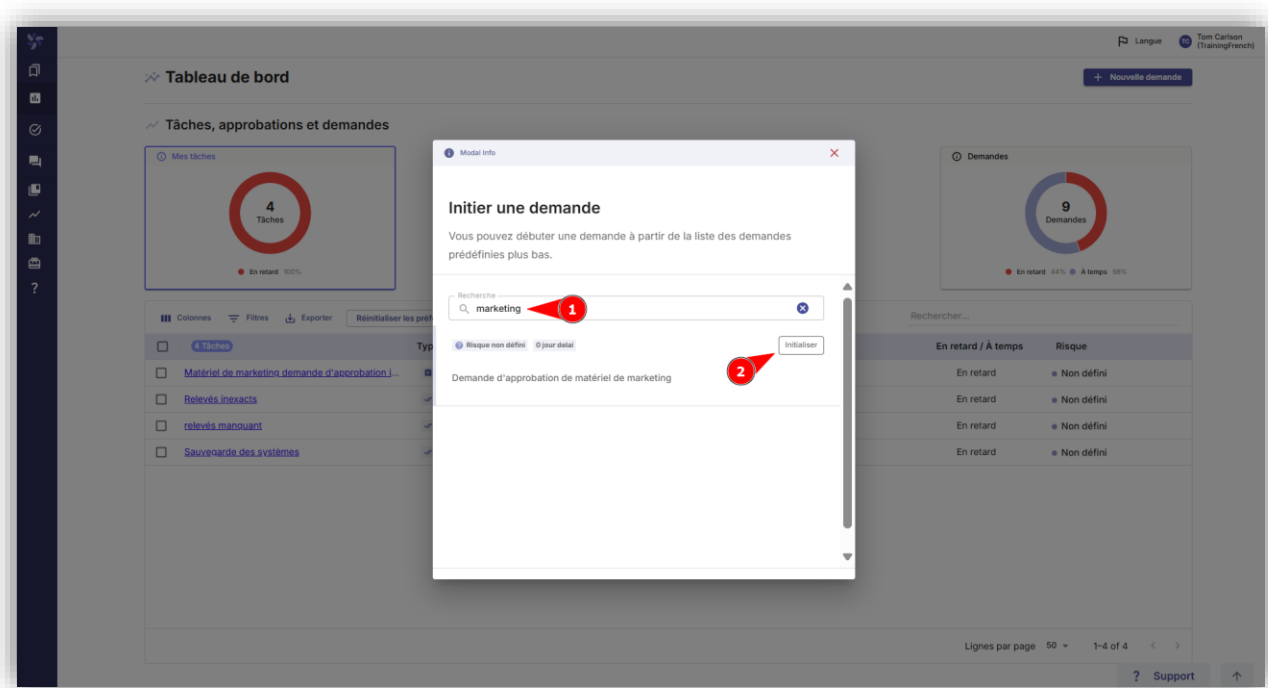 Langue
TC
Tom Carlson
(TrainingFrench)
Tableau de bord
+ Nouvelle demande
Tâches, approbations et demandes
Mes tâches
4
Tâches
En retard 100%
Demandes
9
Demandes
En retard 44% À temps 56%
Modal Info
Initier une demande
Vous pouvez débuter une demande à partir de la liste des demandes
prédéfinies plus bas.
Recherche
marketing
1
Risque non défini 0 jour delai
Initialiser
2
Demande d'approbation de matériel de marketing
Colonnes Filtres Exporter Réinitialiser les préf
Rechercher...
4 Tâches Typ En retard / À temps Risque
Matériel de marketing demande d'approbation i... En retard Non défini
Relevés inexacts En retard Non défini
relevés manquant En retard Non défini
Sauvegarde des systèmes En retard Non défini
Lignes par page 50 1–4 of 4
? Support